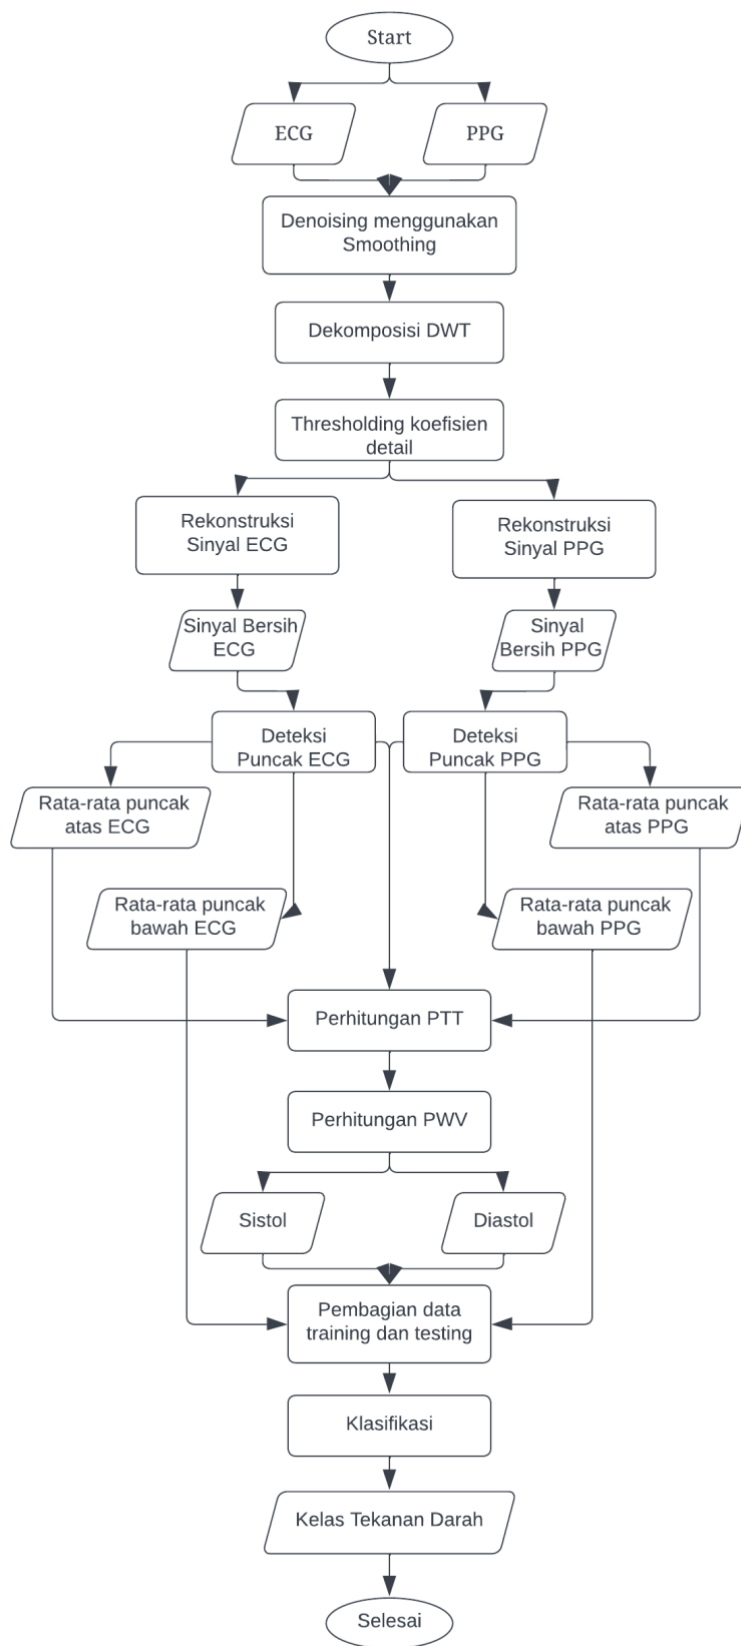 Start
ECG
PPG
Denoising menggunakan
Smoothing
Dekomposisi DWT
Thresholding koefisien
detail
Rekonstruksi
Sinyal ECG
Rekonstruksi
Sinyal PPG
Sinyal Bersih
ECG
Sinyal
Bersih PPG
Deteksi
Puncak ECG
Deteksi
Puncak PPG
Rata-rata puncak
atas ECG
Rata-rata puncak
atas PPG
Rata-rata puncak
bawah ECG
Rata-rata puncak
bawah PPG
Perhitungan PTT
Perhitungan PWV
Sistol
Diastol
Pembagian data
training dan testing
Klasifikasi
Kelas Tekanan Darah
Selesai